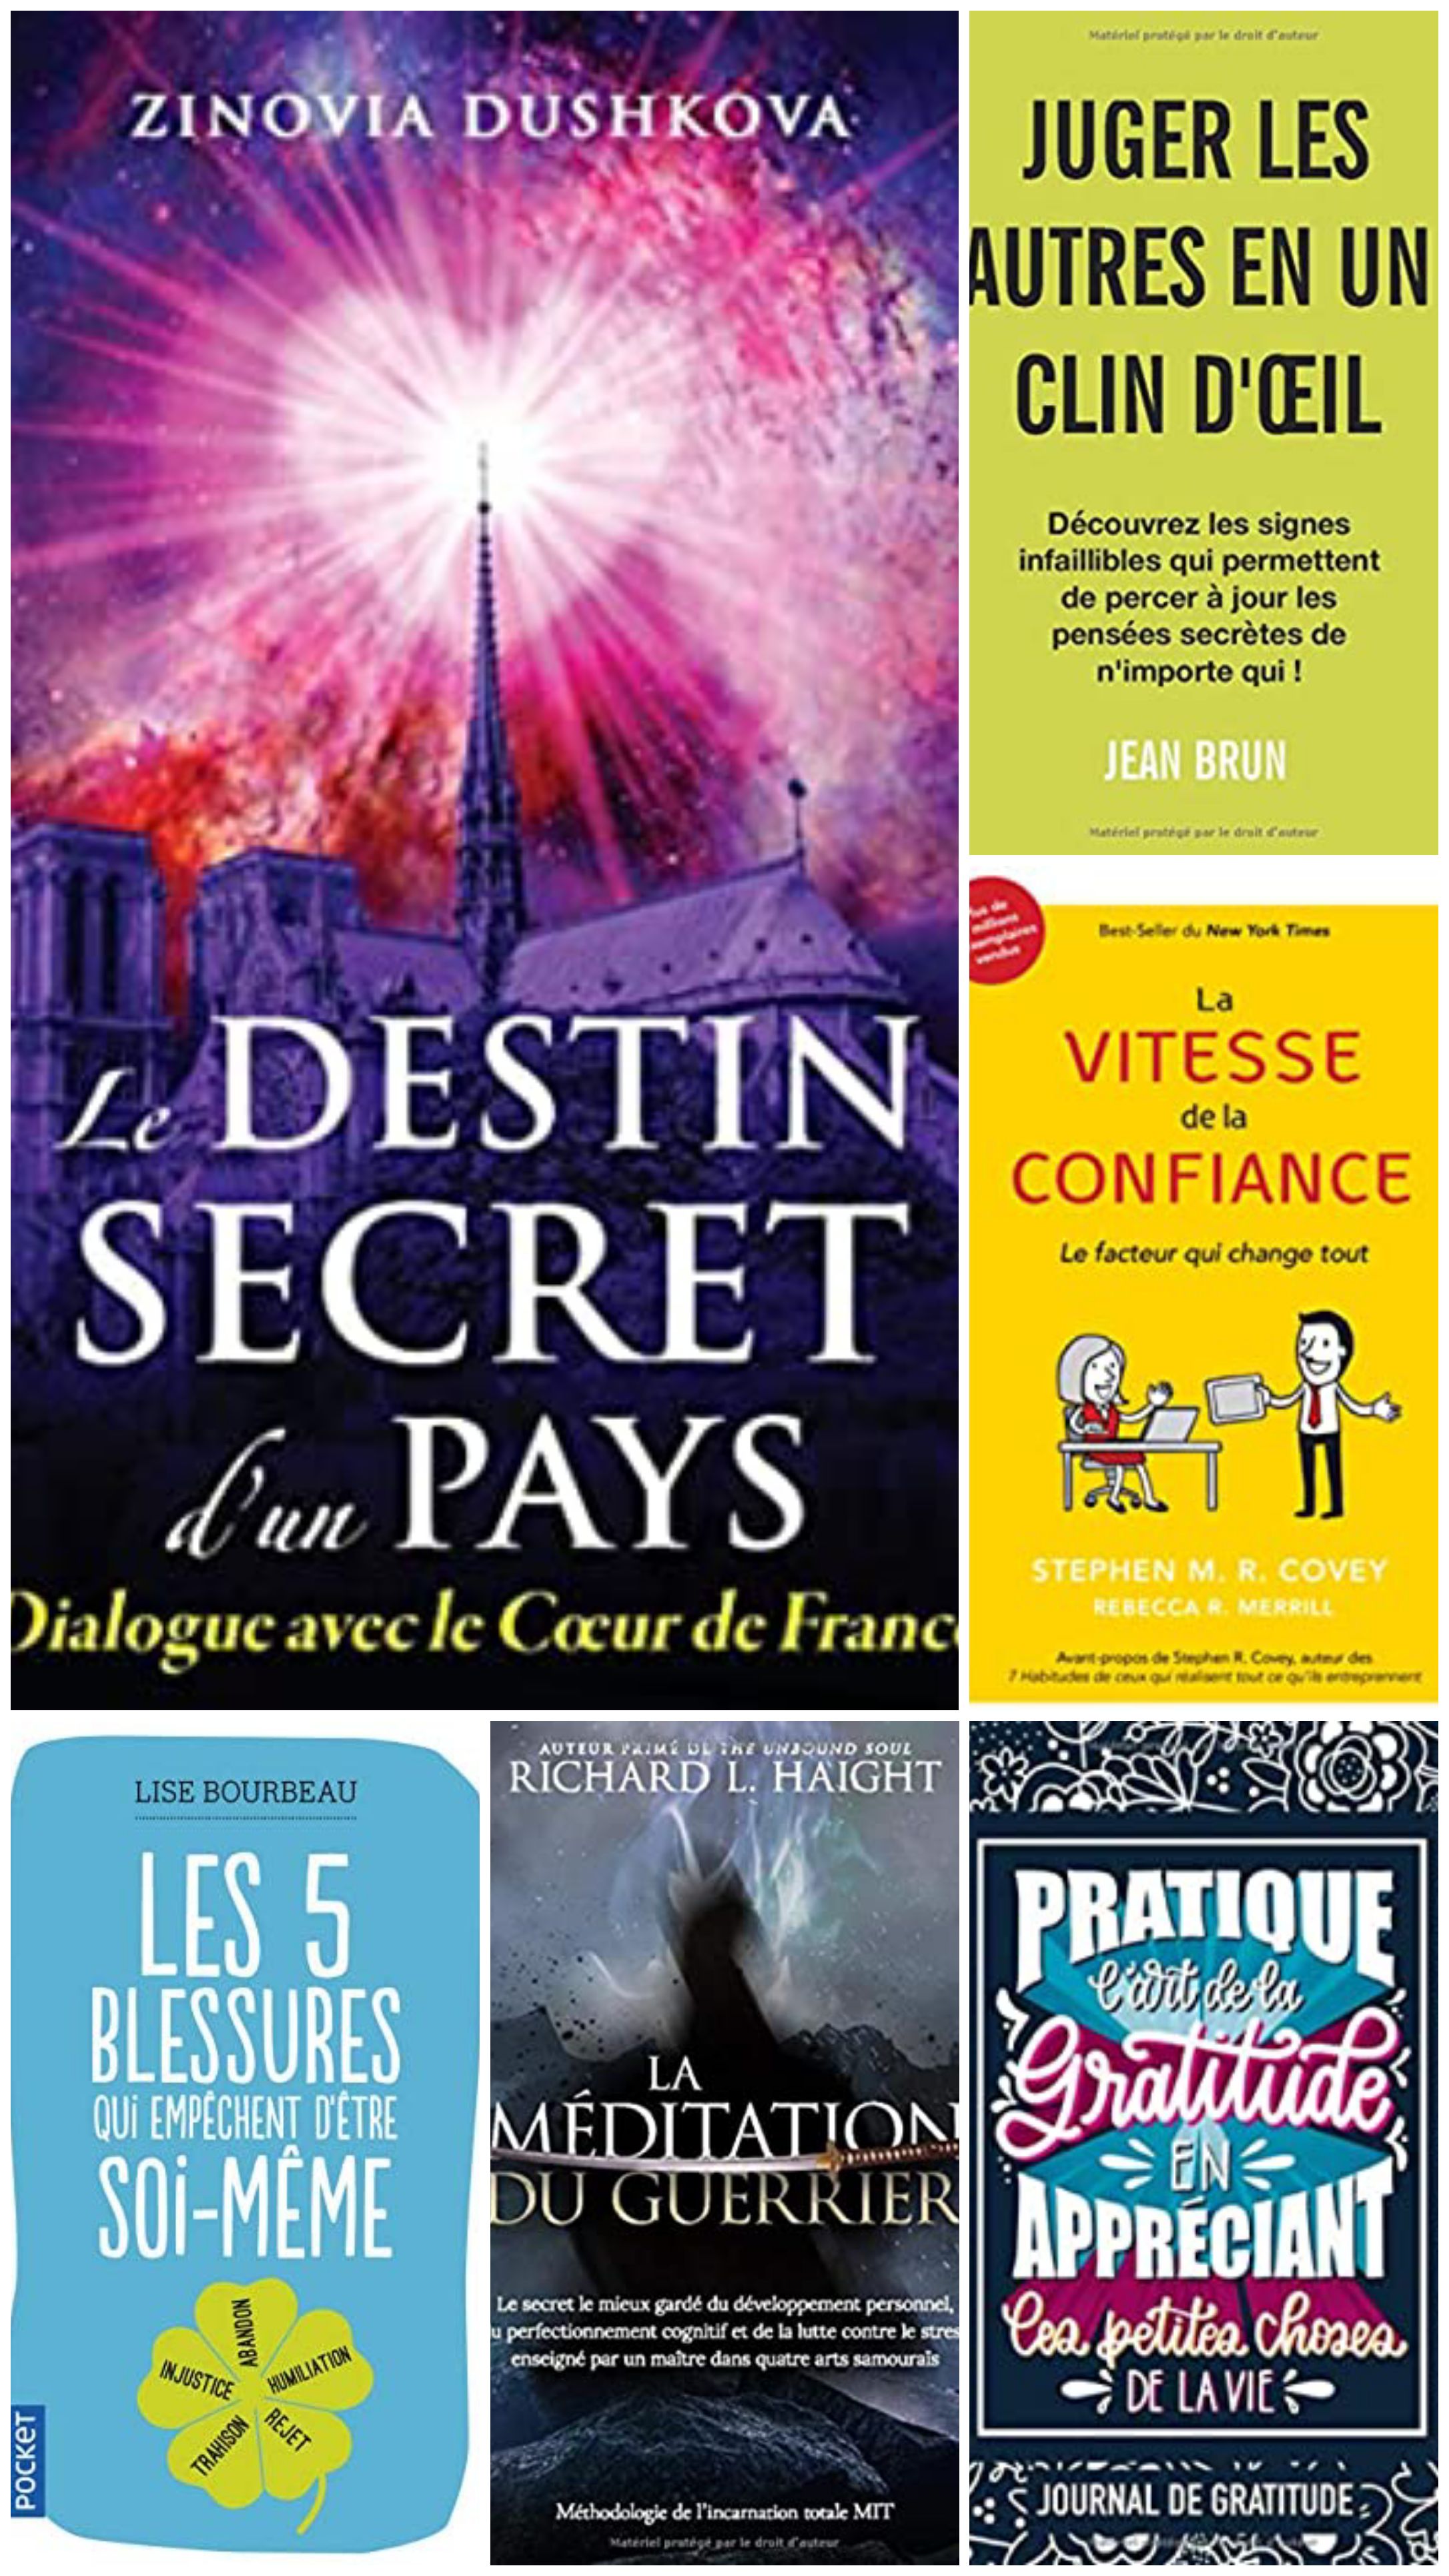 ZINOVIA DUSHKOVA
Le DESTIN
SECRET
d'un PAYS
Dialogue avec le Cœur de Franc
Matériel protégé par le droit d'auteur
JUGER LES
AUTRES EN UN
CLIN D'ŒIL
Découvrez les signes
infaillibles qui permettent
de percer à jour les
pensées secrètes de
n'importe qui !
JEAN BRUN
Matériel protégé par le droit d'auteur
lus de
millions
emplaires
vendus
Best-Seller du New York Times
La
VITESSE
de la
CONFIANCE
Le facteur qui change tout
STEPHEN M. R. COVEY
REBECCA R. MERRILL
Avant-propos de Stephen R. Covey, auteur des
7 Habitudes de ceux qui réalisent tout ce qu'ils entreprennent
LISE BOURBEAU
LES 5
BLESSURES
QUi EMPÊCHENT D'ÊTRE
SOi-MÊME
ABANDON
INJUSTICE
HUMILIATION
TRAHISON
REJET
POCKET
AUTEUR PRIMÉ DE THE UNBOUND SOUL
RICHARD L. HAIGHT
LA
MÉDITATION
DU GUERRIER
Le secret le mieux gardé du développement personnel,
u perfectionnement cognitif et de la lutte contre le stres
enseigné par un maître dans quatre arts samouraïs
Méthodologie de l'incarnation totale MIT
Matériel protégé par le droit d'auteur
PRATIQUE
l'art de la
Gratitude
EN
APPRÉCIANT
les petites choses
DE LA VIE
JOURNAL DE GRATITUDE